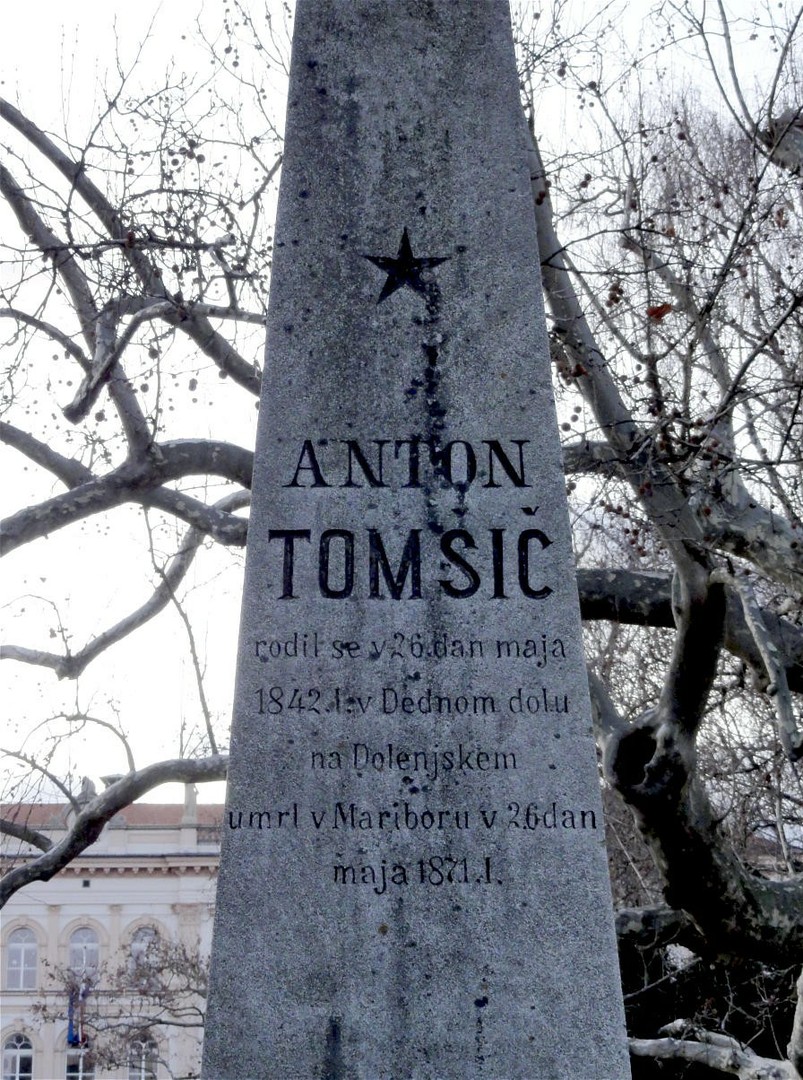 ANTON
TOMSIČ
rodil se v 26. dan maja
1842. l. v Dednom dolu
na Dolenjskem
umrl v Mariboru v 26 dan
maja 1871. l.